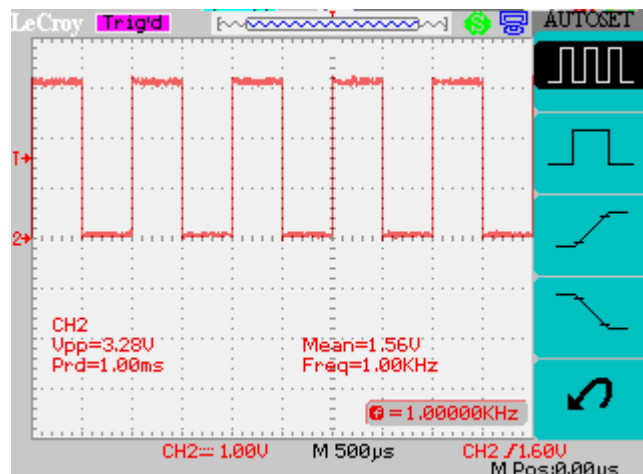 LeCroy Trig'd AUTOSET
T
2
CH2
Vpp=3.28V Mean=1.56V
Prd=1.00ms Freq=1.00KHz
f = 1.00000KHz
CH2 1.00V M 500µs CH2 /1.60V
M Pos:0.00µs